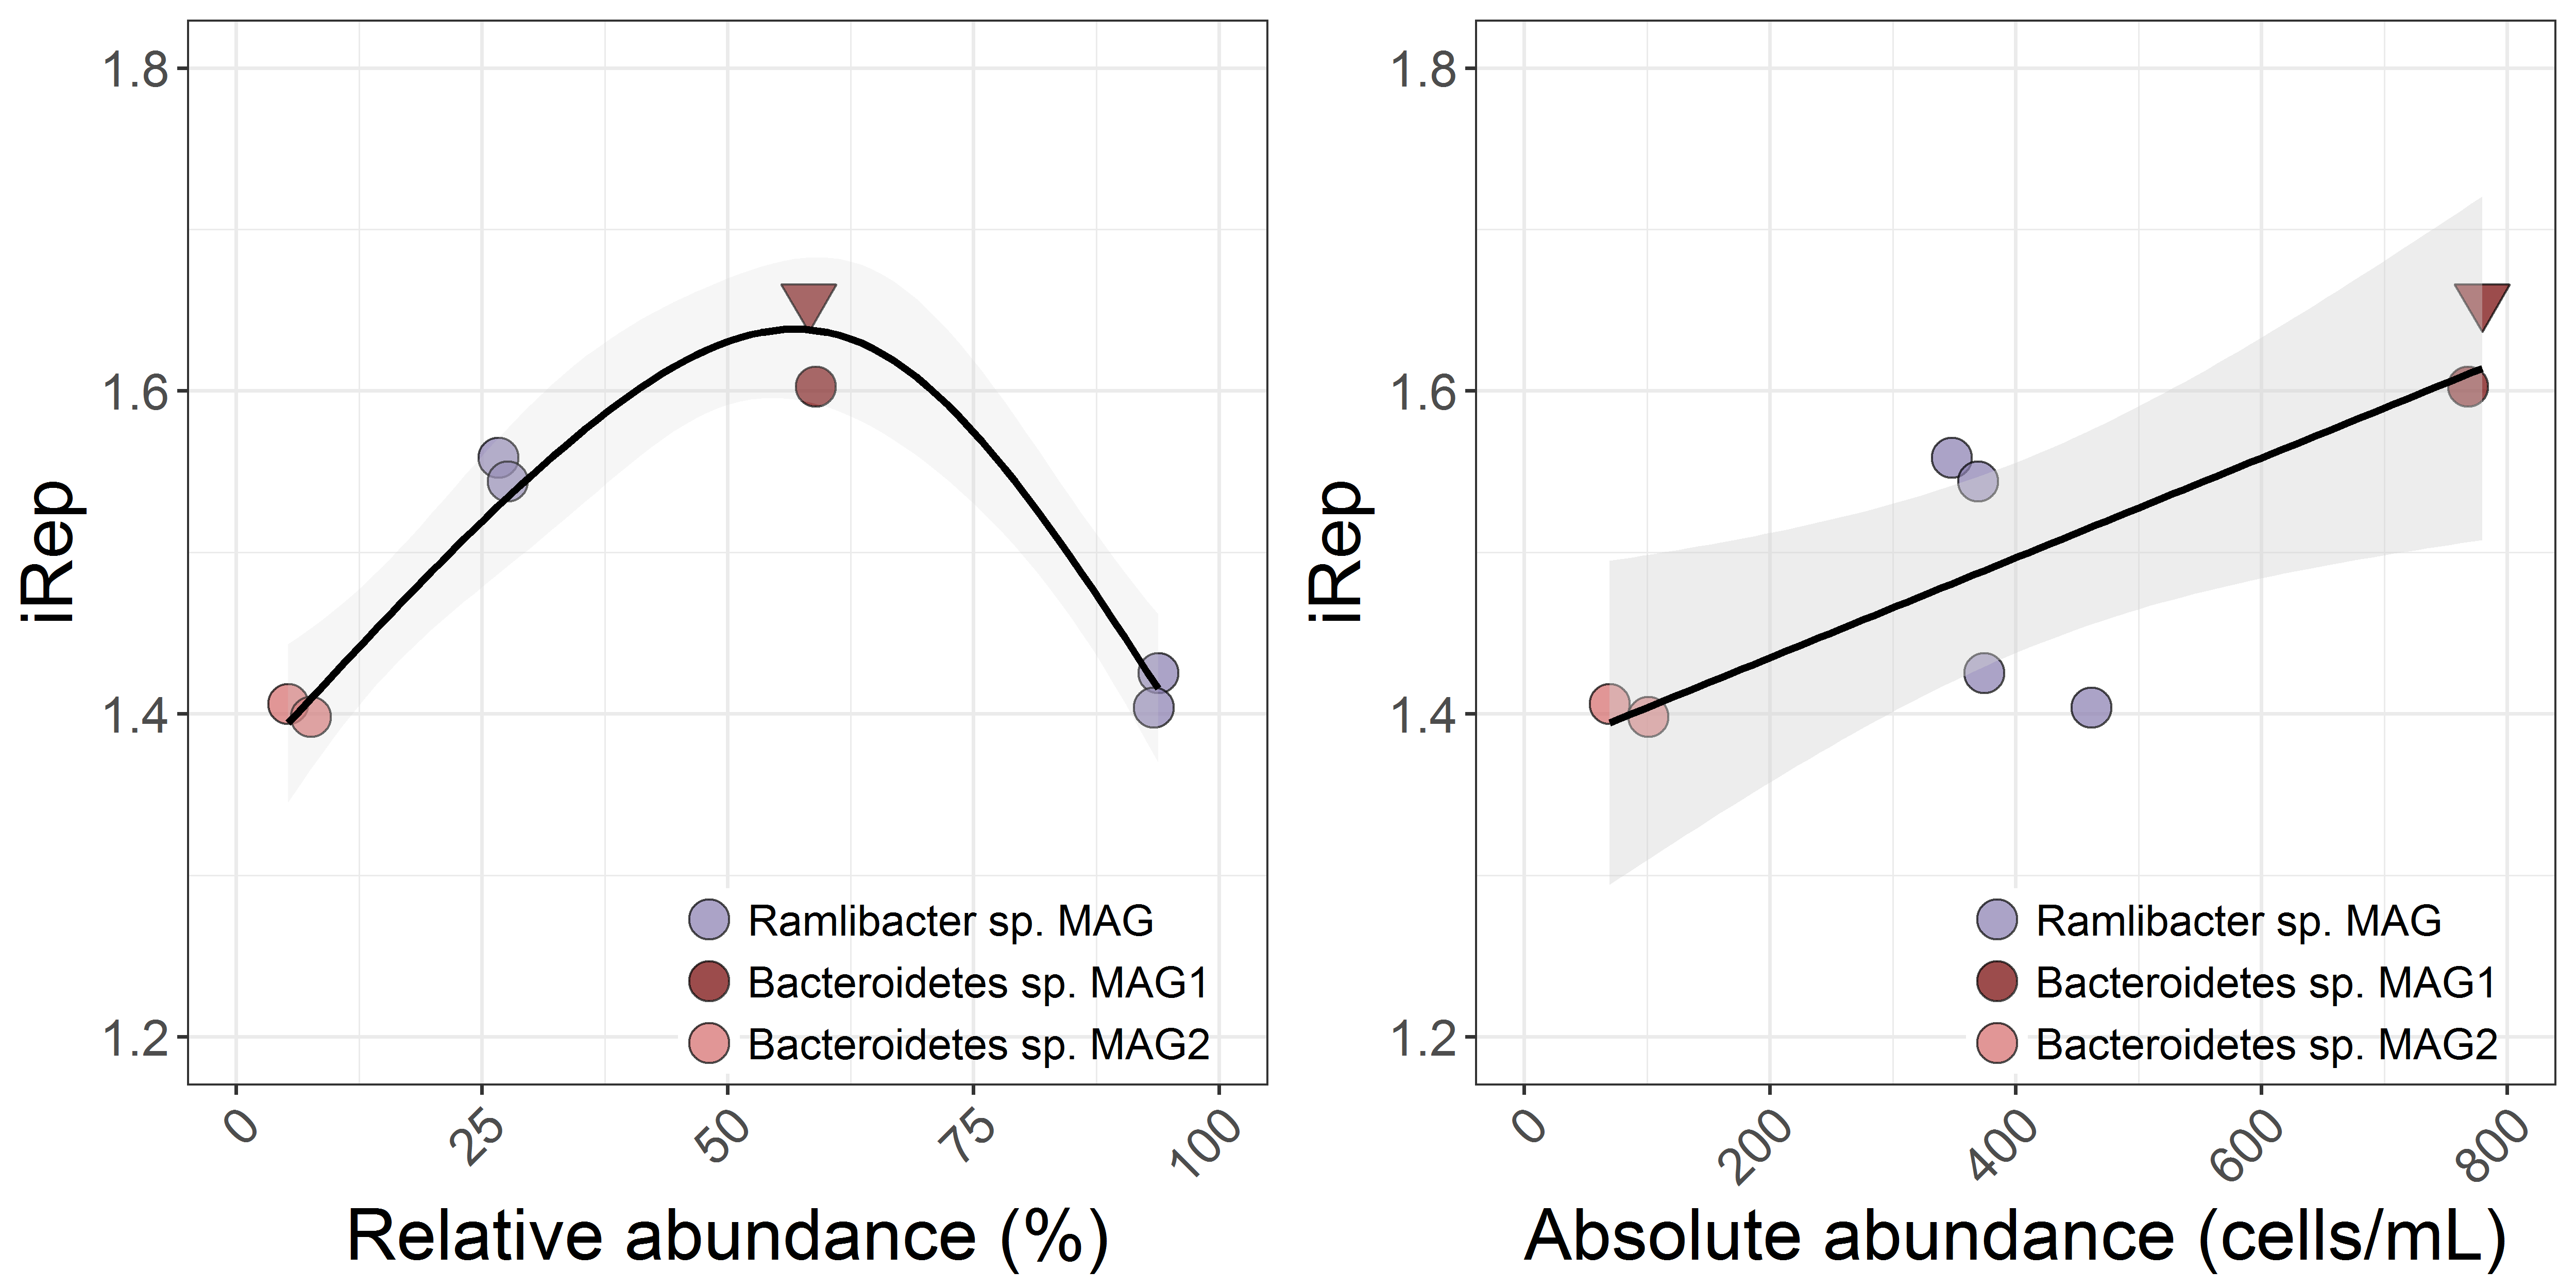 1.8
1.6
1.4
1.2
iRep
0
25
50
75
100
Relative abundance (%)
Ramlibacter sp. MAG
Bacteroidetes sp. MAG1
Bacteroidetes sp. MAG2
1.8
1.6
1.4
1.2
iRep
0
200
400
600
800
Absolute abundance (cells/mL)
Ramlibacter sp. MAG
Bacteroidetes sp. MAG1
Bacteroidetes sp. MAG2